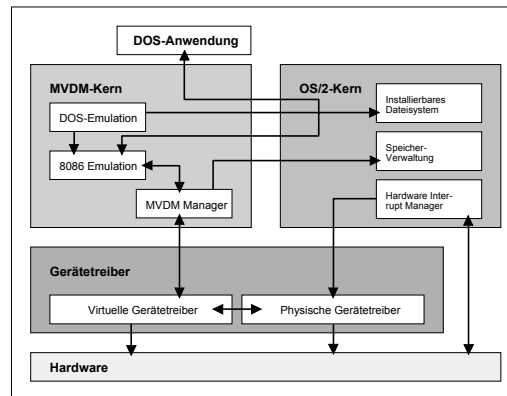 DOS-Anwendung
MVDM-Kern
DOS-Emulation
8086 Emulation
MVDM Manager
OS/2-Kern
Installierbares
Dateisystem
Speicher-
Verwaltung
Hardware Inter-
rupt Manager
Gerätetreiber
Virtuelle Gerätetreiber
Physische Gerätetreiber
Hardware